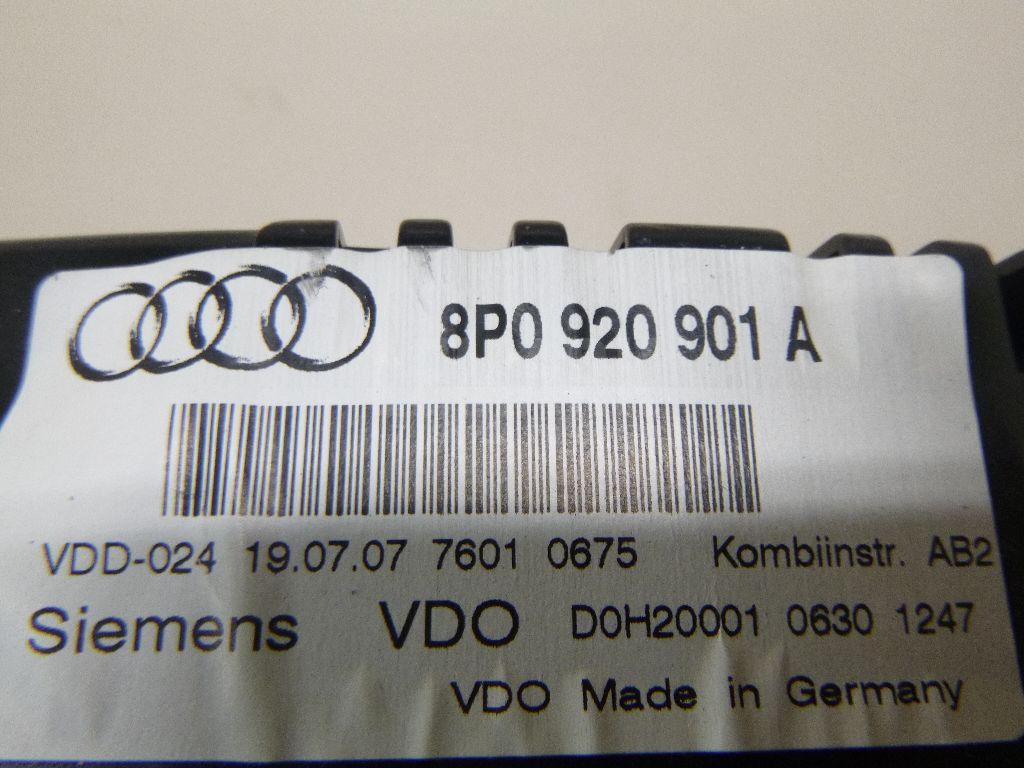 8P0 920 901 A
VDD-024 19.07.07 7601 0675 Kombiinstr. AB2
Siemens VDO D0H20001 0630 1247
VDO Made in Germany